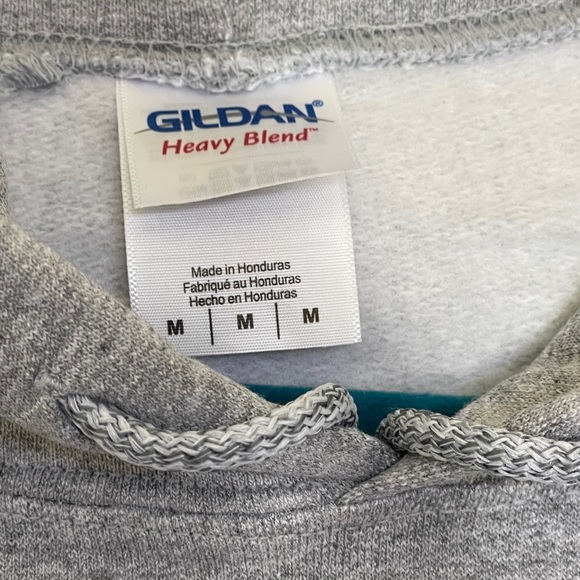 GILDAN®
Heavy Blend™
Made in Honduras
Fabriqué au Honduras
Hecho en Honduras
M | M | M